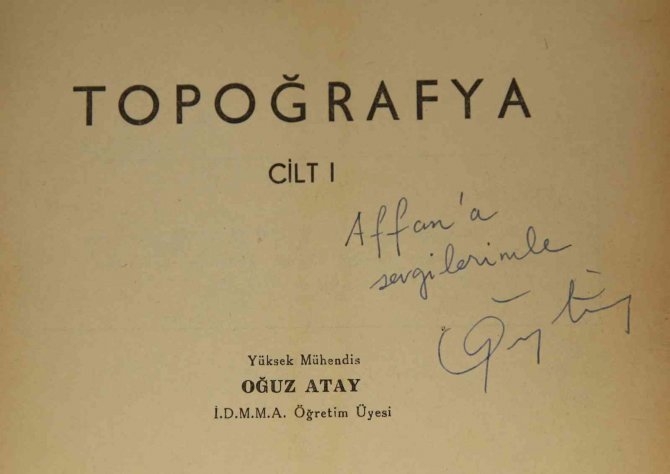 TOPOĞRAFYA
CİLT I
Affan'a
sevgilerimle
Yüksek Mühendis
OĞUZ ATAY
İ.D.M.M.A. Öğretim Üyesi